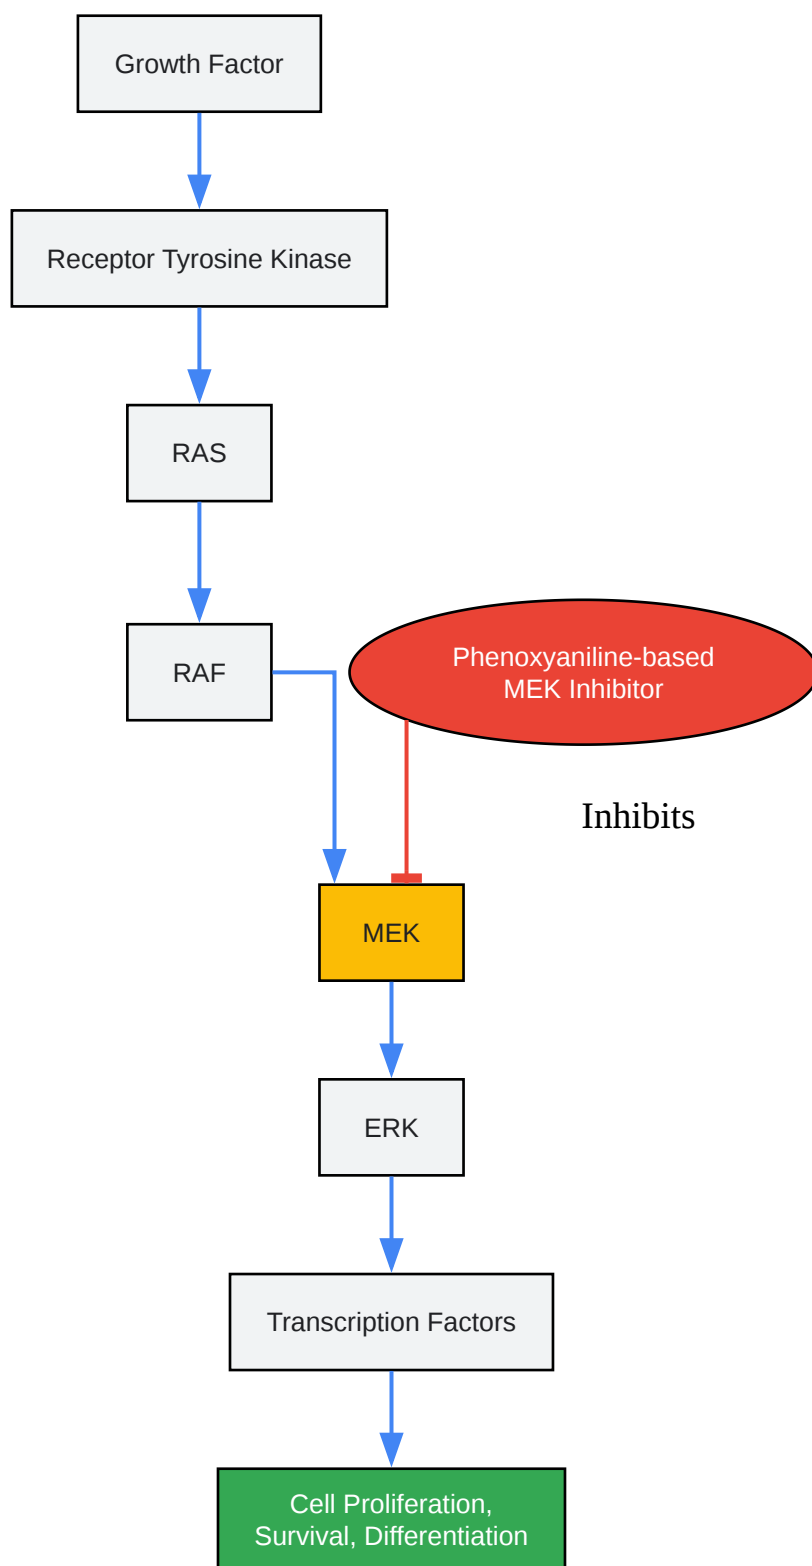 Growth Factor
Receptor Tyrosine Kinase
RAS
RAF
Phenoxyaniline-based
MEK Inhibitor
Inhibits
MEK
ERK
Transcription Factors
Cell Proliferation,
Survival, Differentiation